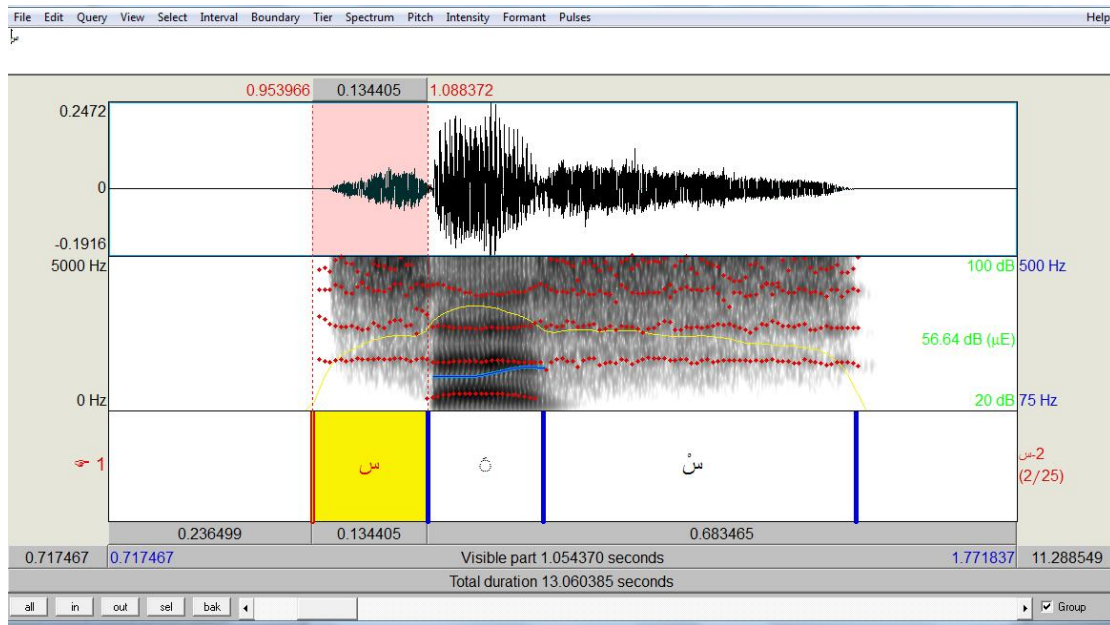 File Edit Query View Select Interval Boundary Tier Spectrum Pitch Intensity Formant Pulses Help
س
0.953966 0.134405 1.088372
0.2472
0
-0.1916
5000 Hz 100 dB 500 Hz
56.64 dB (µE)
0 Hz 20 dB 75 Hz
1 س ◌َ سْ 2-س
(2/25)
0.236499 0.134405 0.683465
0.717467 0.717467 Visible part 1.054370 seconds 1.771837 11.288549
Total duration 13.060385 seconds
all in out sel bak Group